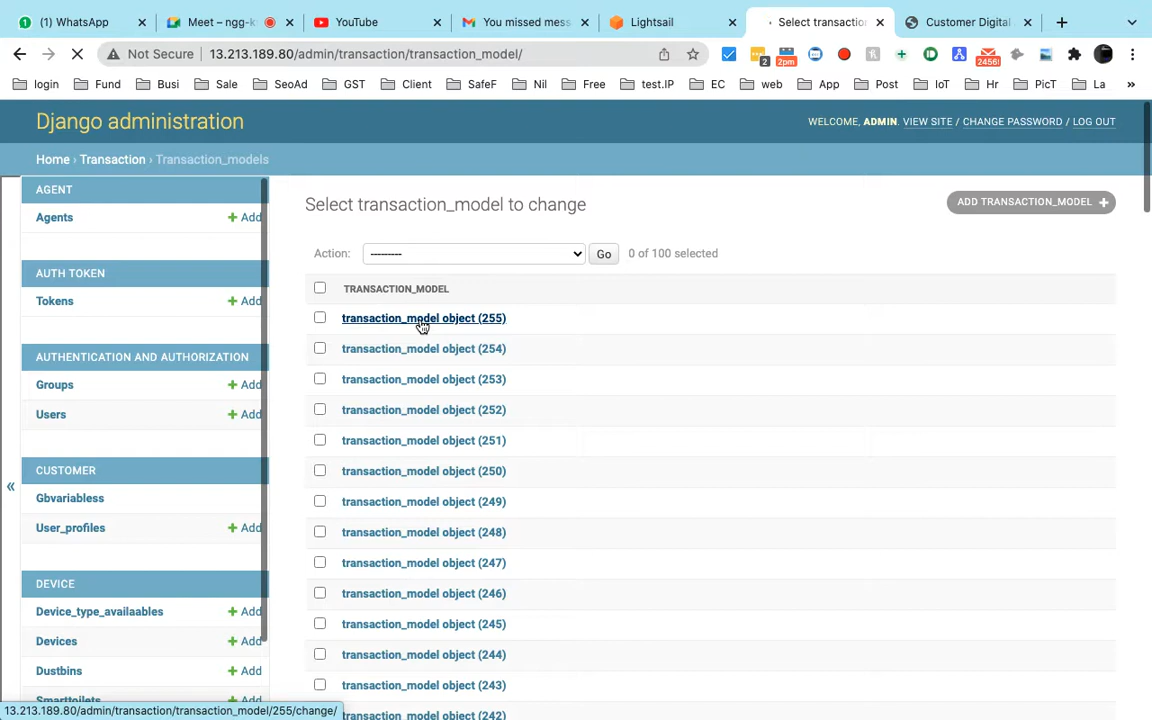 (1) WhatsApp
Meet – ngg-k
YouTube
You missed mess
Lightsail
Select transactio
Customer Digital
Not Secure
13.213.189.80/admin/transaction/transaction_model/
2
2pm
2456!
login
Fund
Busi
Sale
SeoAd
GST
Client
SafeF
Nil
Free
test.IP
EC
web
App
Post
IoT
Hr
PicT
La
»
Django administration
WELCOME, ADMIN. VIEW SITE / CHANGE PASSWORD / LOG OUT
Home › Transaction › Transaction_models
AGENT
Agents + Add
AUTH TOKEN
Tokens + Add
AUTHENTICATION AND AUTHORIZATION
Groups + Add
Users + Add
CUSTOMER
Gbvariabless
User_profiles + Add
DEVICE
Device_type_availaables + Add
Devices + Add
Dustbins + Add
Smarttoilets + Add
«
Select transaction_model to change
ADD TRANSACTION_MODEL +
Action: --------- Go 0 of 100 selected
TRANSACTION_MODEL
transaction_model object (255)
transaction_model object (254)
transaction_model object (253)
transaction_model object (252)
transaction_model object (251)
transaction_model object (250)
transaction_model object (249)
transaction_model object (248)
transaction_model object (247)
transaction_model object (246)
transaction_model object (245)
transaction_model object (244)
transaction_model object (243)
transaction_model object (242)
13.213.189.80/admin/transaction/transaction_model/255/change/